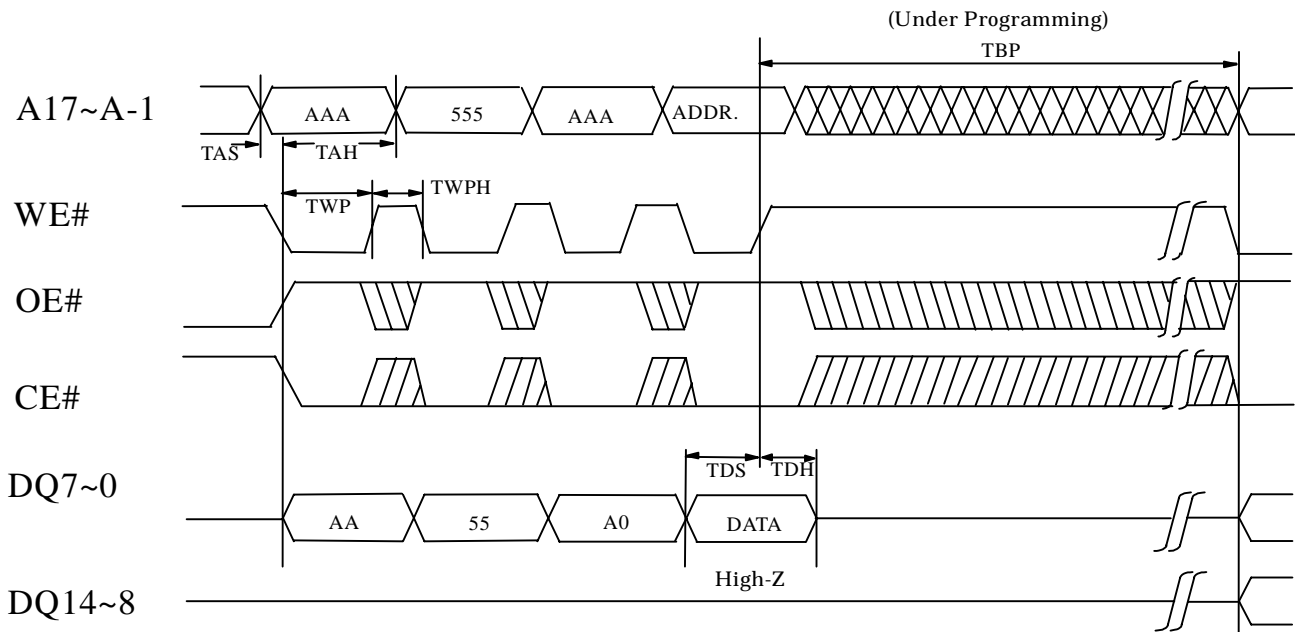 (Under Programming)
TBP
A17~A-1
AAA
555
AAA
ADDR.
TAS
TAH
TWPH
WE#
TWP
OE#
CE#
TDS
TDH
DQ7~0
AA
55
A0
DATA
High-Z
DQ14~8